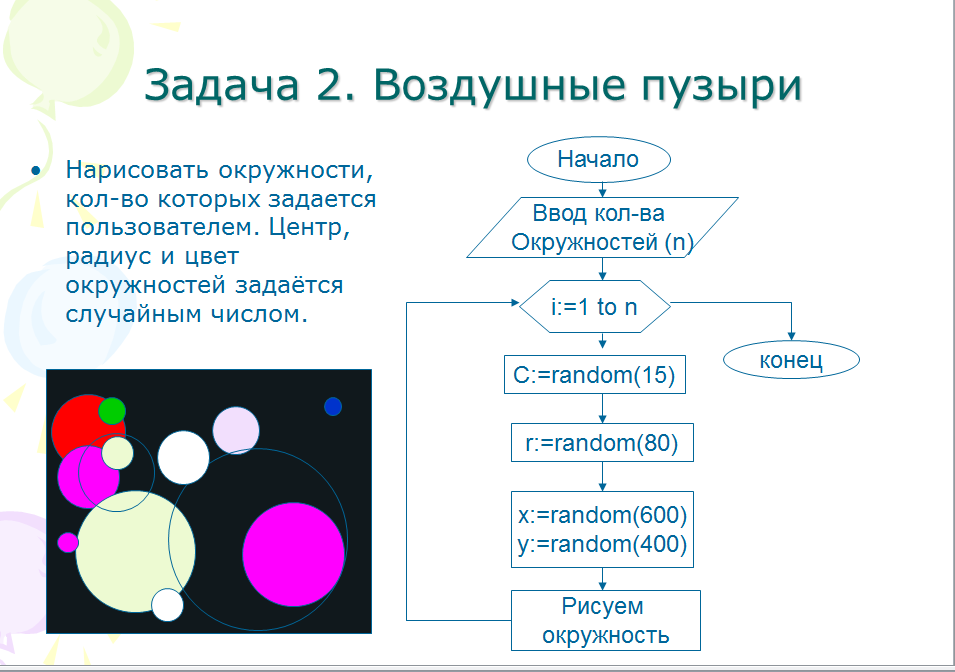 Задача 2. Воздушные пузыри
• Нарисовать окружности,
кол-во которых задается
пользователем. Центр,
радиус и цвет
окружностей задаётся
случайным числом.
Начало
Ввод кол-ва
Окружностей (n)
i:=1 to n
конец
C:=random(15)
r:=random(80)
x:=random(600)
y:=random(400)
Рисуем
окружность